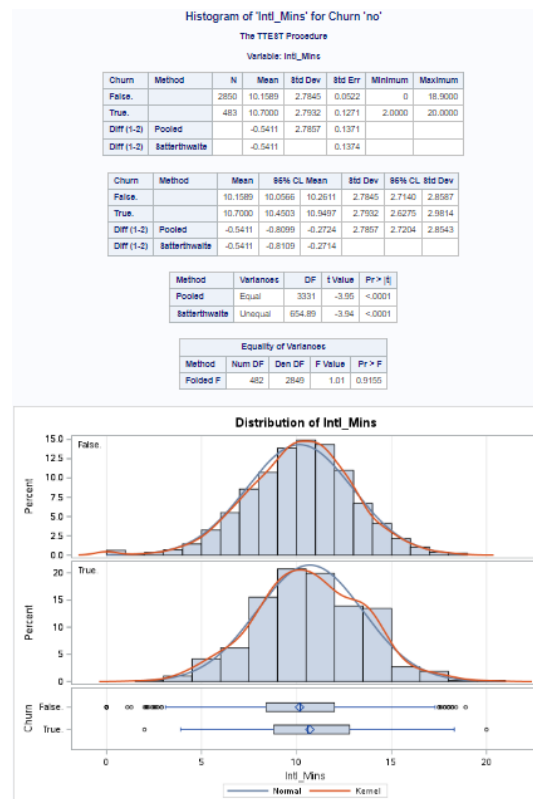 Histogram of 'Intl_Mins' for Churn 'no'
The TTEST Procedure
Variable: Intl_Mins
Churn Method N Mean Std Dev Std Err Minimum Maximum
False. 2850 10.1589 2.7845 0.0522 0 18.9000
True. 483 10.7000 2.7932 0.1271 2.0000 20.0000
Diff (1-2) Pooled -0.5411 2.7857 0.1371
Diff (1-2) Satterthwaite -0.5411 0.1374
Churn Method Mean 95% CL Mean Std Dev 95% CL Std Dev
False. 10.1589 10.0566 10.2611 2.7845 2.7140 2.8587
True. 10.7000 10.4503 10.9497 2.7932 2.6275 2.9814
Diff (1-2) Pooled -0.5411 -0.8099 -0.2724 2.7857 2.7204 2.8543
Diff (1-2) Satterthwaite -0.5411 -0.8109 -0.2714
Method Variances DF t Value Pr > |t|
Pooled Equal 3331 -3.95 <.0001
Satterthwaite Unequal 654.89 -3.94 <.0001
Equality of Variances
Method Num DF Den DF F Value Pr > F
Folded F 482 2849 1.01 0.9155
Distribution of Intl_Mins
15.0
12.5
10.0
7.5
5.0
2.5
0.0
Percent
False.
20
15
10
5
0
Percent
True.
Churn
False.
True.
0 5 10 15 20
Intl_Mins
Normal Kernel